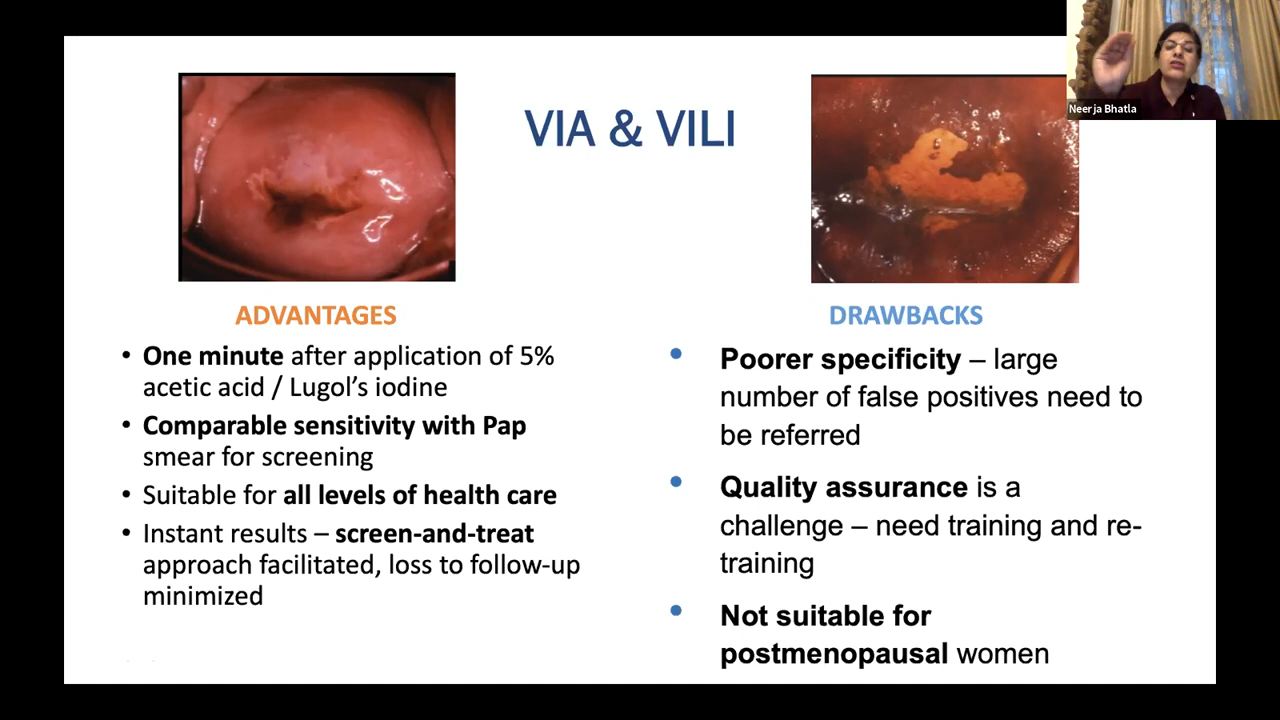 Neerja Bhatla
VIA & VILI
ADVANTAGES
• One minute after application of 5%
acetic acid / Lugol’s iodine
• Comparable sensitivity with Pap
smear for screening
• Suitable for all levels of health care
• Instant results – screen-and-treat
approach facilitated, loss to follow-up
minimized
DRAWBACKS
• Poorer specificity – large
number of false positives need to
be referred
• Quality assurance is a
challenge – need training and re-
training
• Not suitable for
postmenopausal women